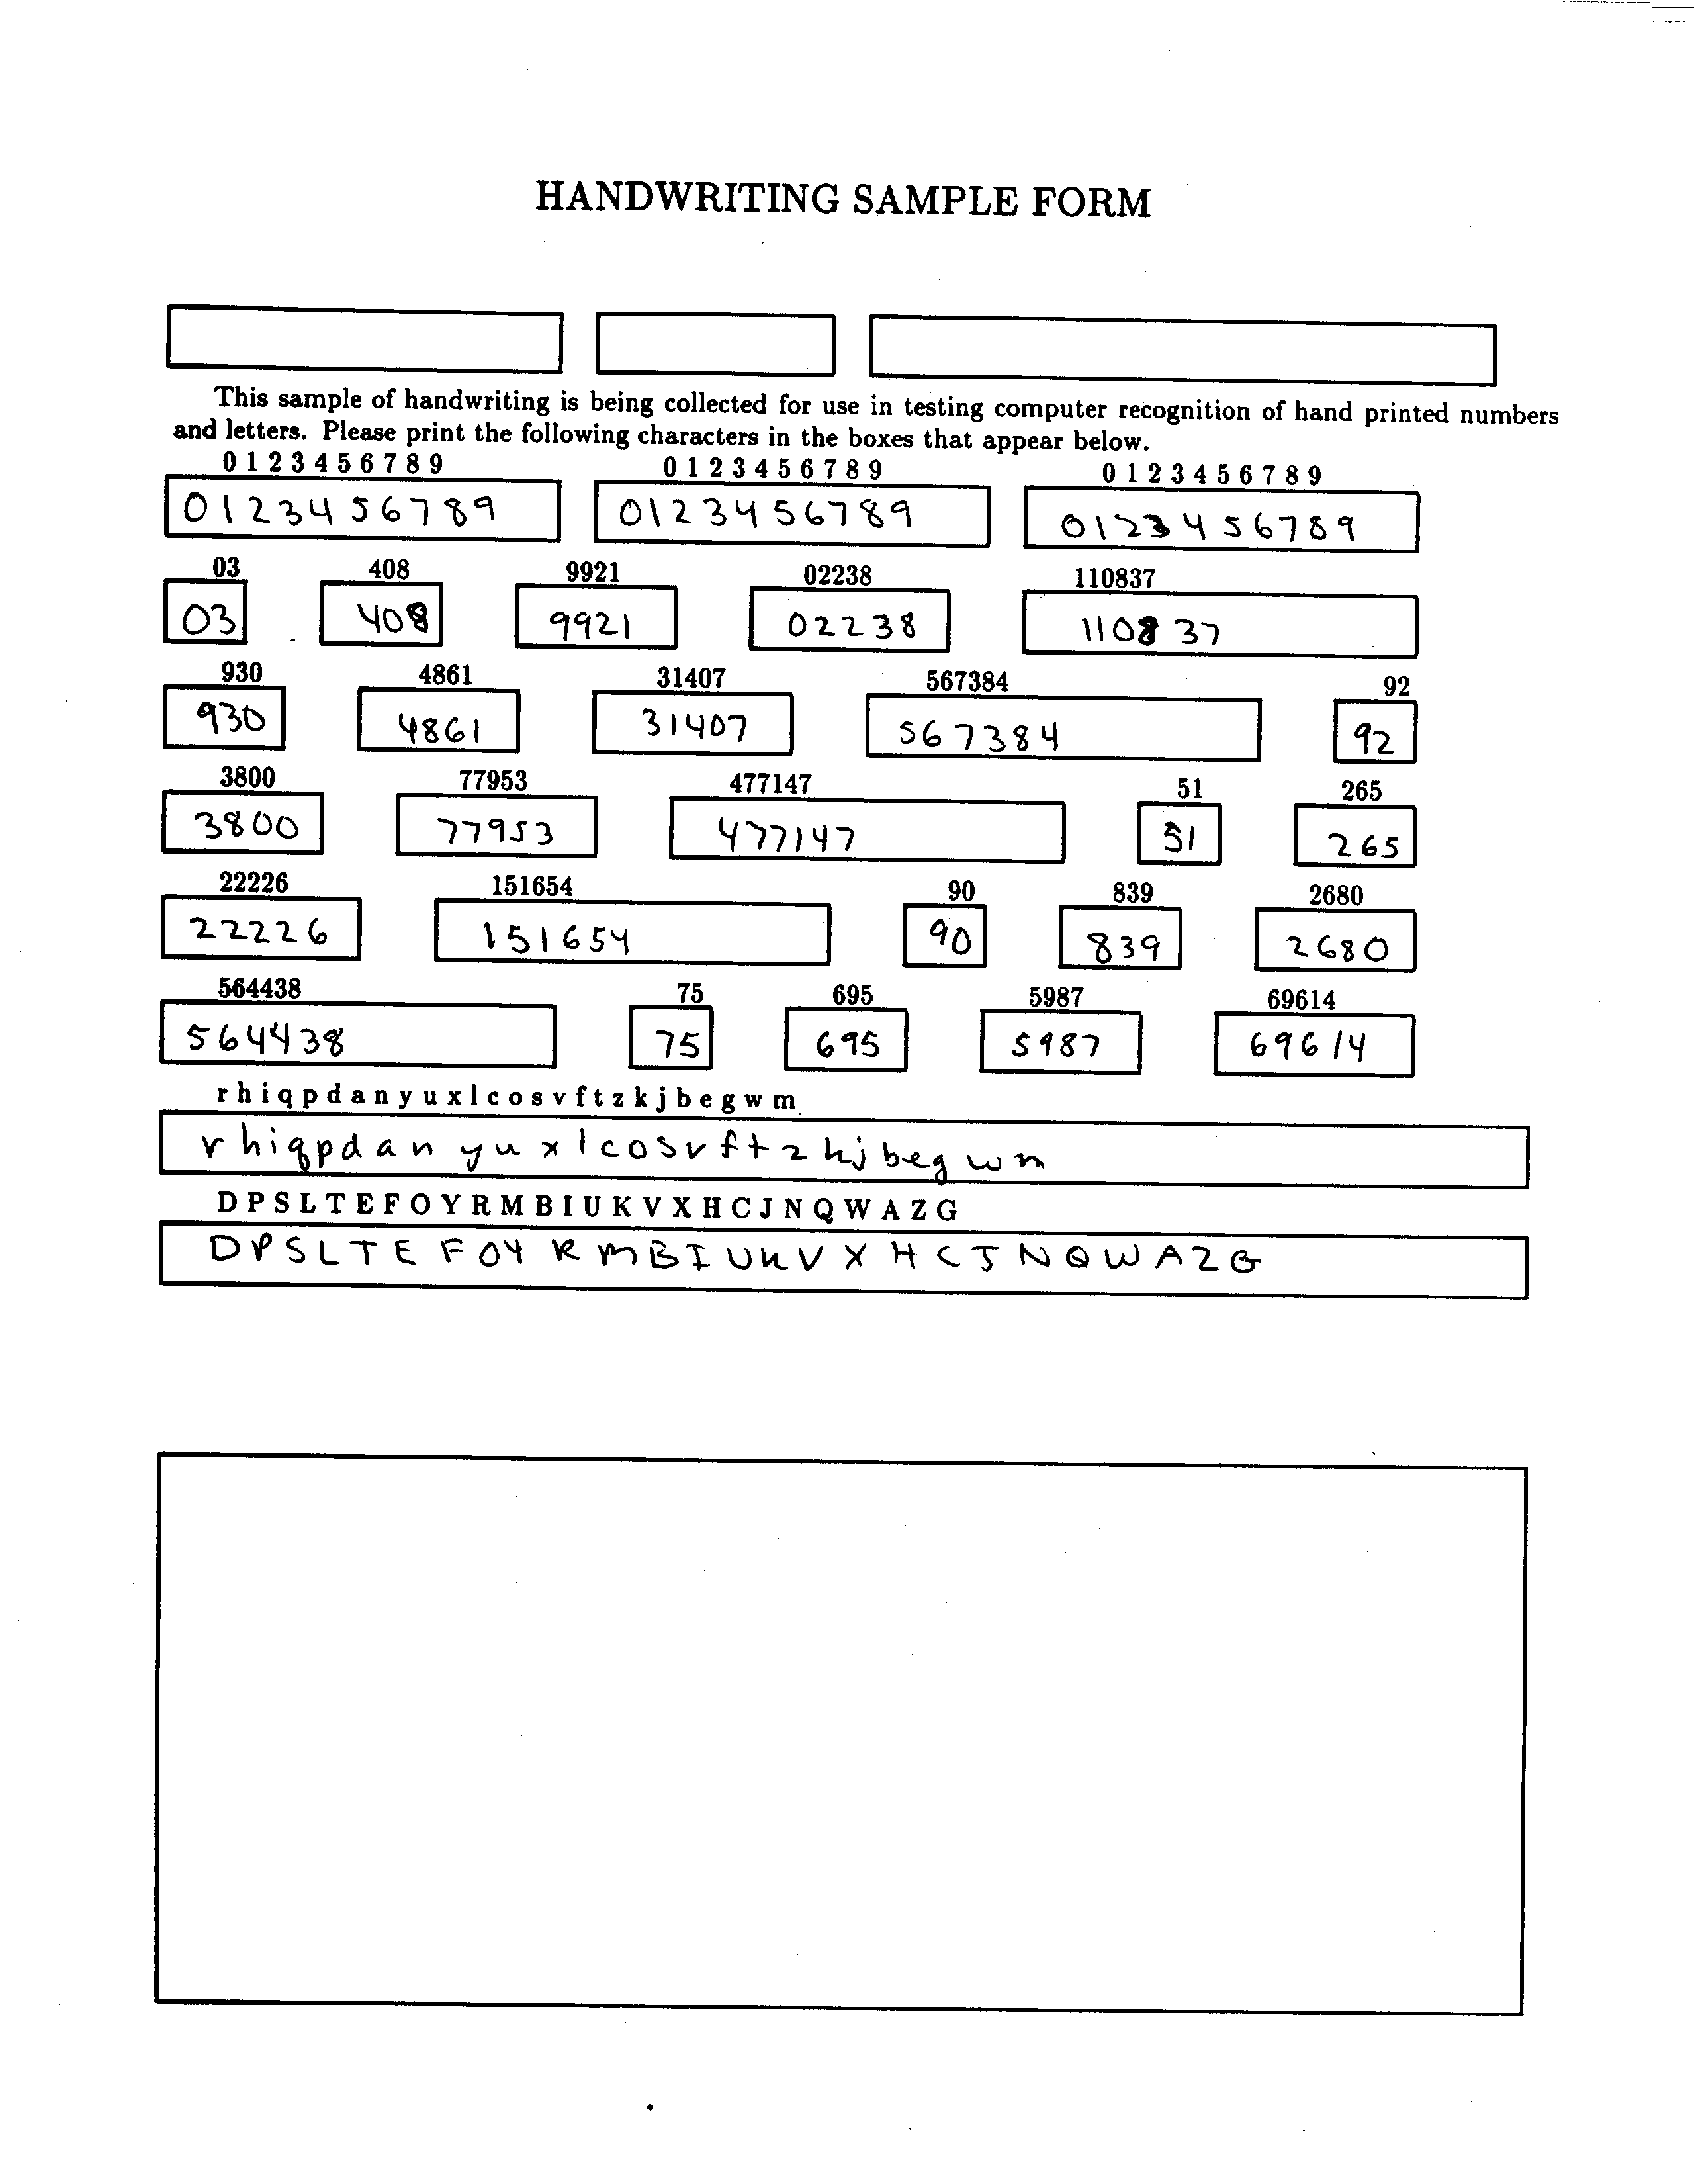 HANDWRITING SAMPLE FORM
This sample of handwriting is being collected for use in testing computer recognition of hand printed numbers
and letters. Please print the following characters in the boxes that appear below.
0 1 2 3 4 5 6 7 8 9 0 1 2 3 4 5 6 7 8 9 0 1 2 3 4 5 6 7 8 9
0123456789 0123456789 0123456789
03 408 9921 02238 110837
03 408 9921 02238 110837
930 4861 31407 567384 92
930 4861 31407 567384 92
3800 77953 477147 51 265
3800 77953 477147 51 265
22226 151654 90 839 2680
22226 151654 90 839 2680
564438 75 695 5987 69614
564438 75 695 5987 69614
r h i q p d a n y u x l c o s v f t z k j b e g w m
r h i q p d a n y u x l c o s v f t z k j b e g w m
D P S L T E F O Y R M B I U K V X H C J N Q W A Z G
D P S L T E F O Y R M B I U K V X H C J N Q W A Z G